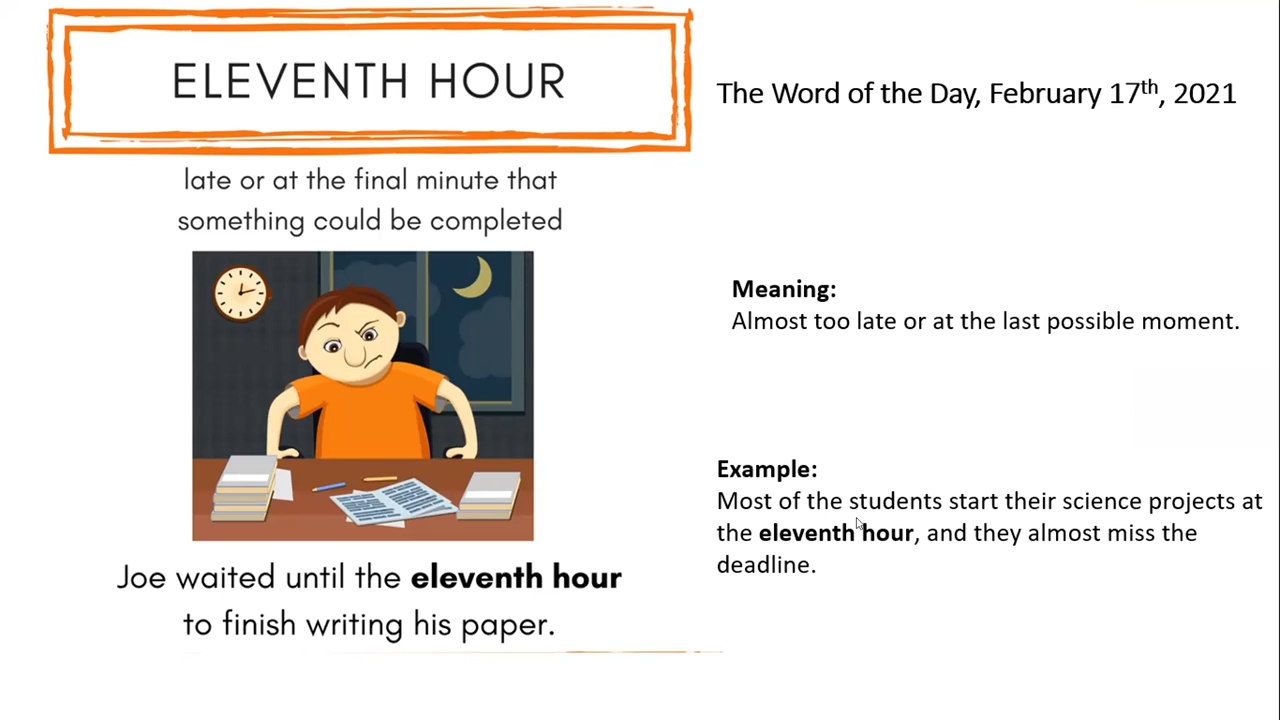 ELEVENTH HOUR
late or at the final minute that
something could be completed
Joe waited until the eleventh hour
to finish writing his paper.
The Word of the Day, February 17th, 2021
Meaning:
Almost too late or at the last possible moment.
Example:
Most of the students start their science projects at
the eleventh hour, and they almost miss the
deadline.